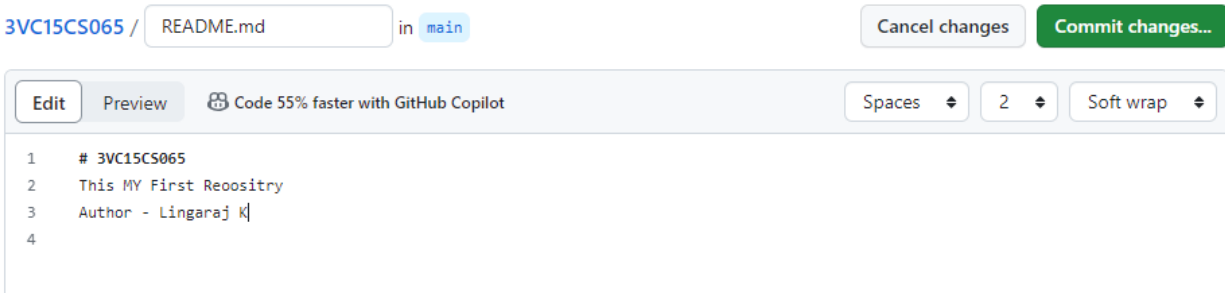 3VC15CS065 / README.md in main Cancel changes Commit changes...
Edit Preview Code 55% faster with GitHub Copilot Spaces 2 Soft wrap
1 # 3VC15CS065
2 This MY First Reoositry
3 Author - Lingaraj K
4